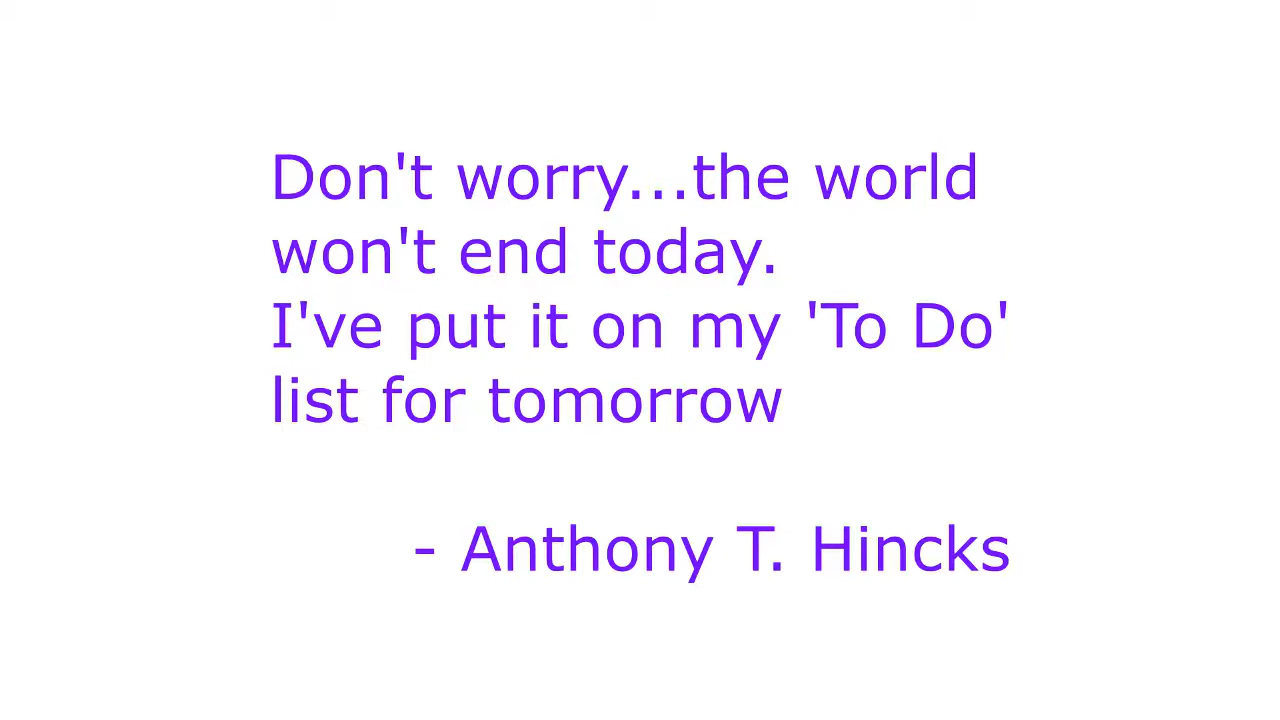 Don't worry...the world
won't end today.
I've put it on my 'To Do'
list for tomorrow
- Anthony T. Hincks